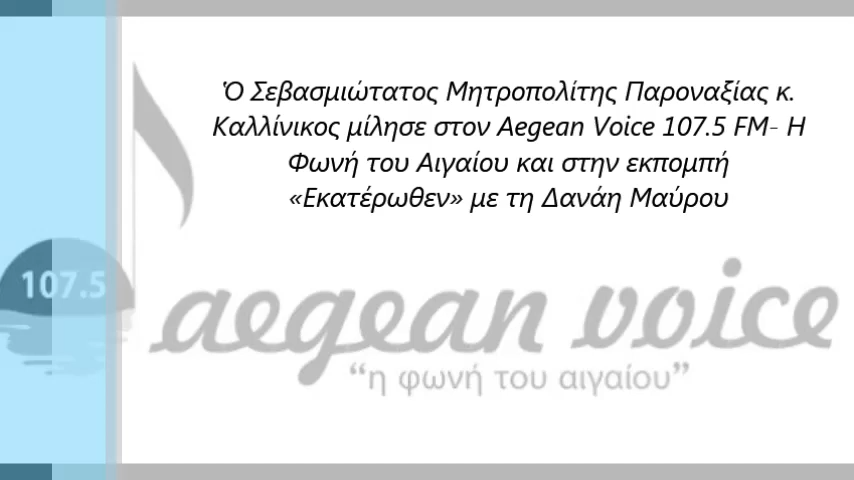 Ὁ Σεβασμιώτατος Μητροπολίτης Παροναξίας κ.
Καλλίνικος μίλησε στον Aegean Voice 107.5 FM- Η
Φωνή του Αιγαίου και στην εκπομπή
«Εκατέρωθεν» με τη Δανάη Μαύρου
107.5
aegean voice
“η φωνή του αιγαίου”